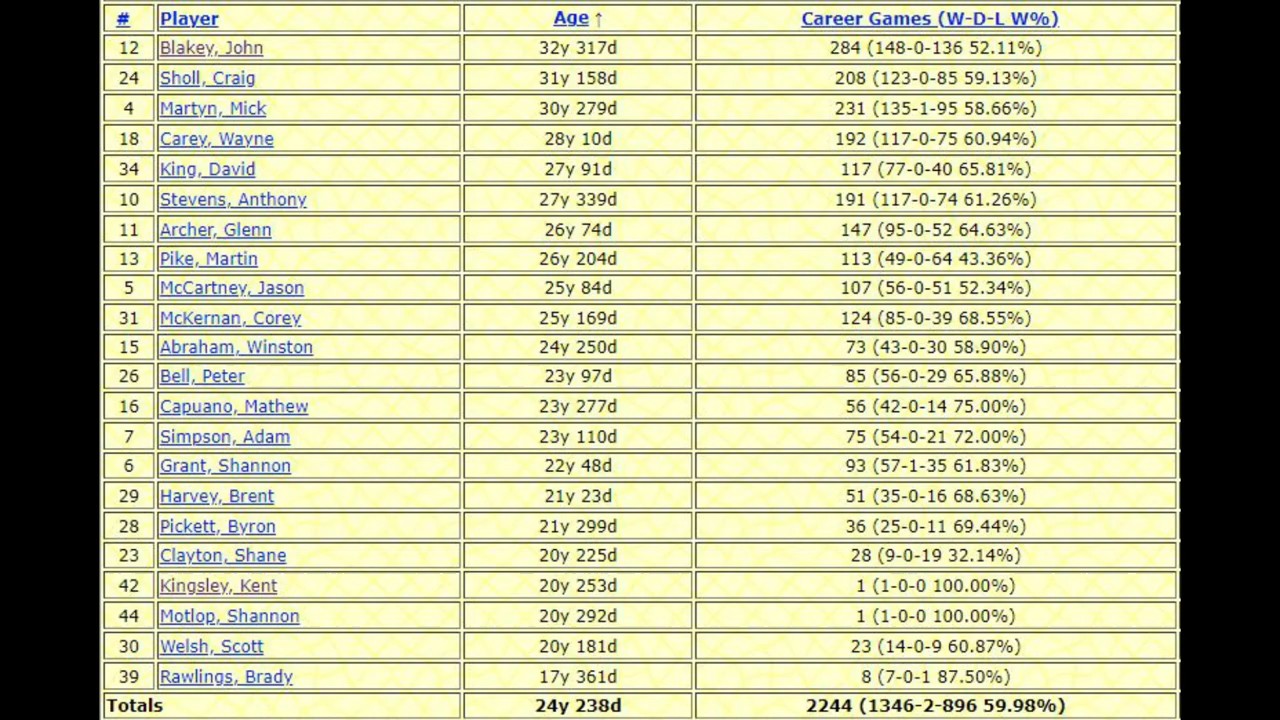 # Player Age ↑ Career Games (W-D-L W%)
12 Blakey, John 32y 317d 284 (148-0-136 52.11%)
24 Sholl, Craig 31y 158d 208 (123-0-85 59.13%)
4 Martyn, Mick 30y 279d 231 (135-1-95 58.66%)
18 Carey, Wayne 28y 10d 192 (117-0-75 60.94%)
34 King, David 27y 91d 117 (77-0-40 65.81%)
10 Stevens, Anthony 27y 339d 191 (117-0-74 61.26%)
11 Archer, Glenn 26y 74d 147 (95-0-52 64.63%)
13 Pike, Martin 26y 204d 113 (49-0-64 43.36%)
5 McCartney, Jason 25y 84d 107 (56-0-51 52.34%)
31 McKernan, Corey 25y 169d 124 (85-0-39 68.55%)
15 Abraham, Winston 24y 250d 73 (43-0-30 58.90%)
26 Bell, Peter 23y 97d 85 (56-0-29 65.88%)
16 Capuano, Mathew 23y 277d 56 (42-0-14 75.00%)
7 Simpson, Adam 23y 110d 75 (54-0-21 72.00%)
6 Grant, Shannon 22y 48d 93 (57-1-35 61.83%)
29 Harvey, Brent 21y 23d 51 (35-0-16 68.63%)
28 Pickett, Byron 21y 299d 36 (25-0-11 69.44%)
23 Clayton, Shane 20y 225d 28 (9-0-19 32.14%)
42 Kingsley, Kent 20y 253d 1 (1-0-0 100.00%)
44 Motlop, Shannon 20y 292d 1 (1-0-0 100.00%)
30 Welsh, Scott 20y 181d 23 (14-0-9 60.87%)
39 Rawlings, Brady 17y 361d 8 (7-0-1 87.50%)
Totals 24y 238d 2244 (1346-2-896 59.98%)